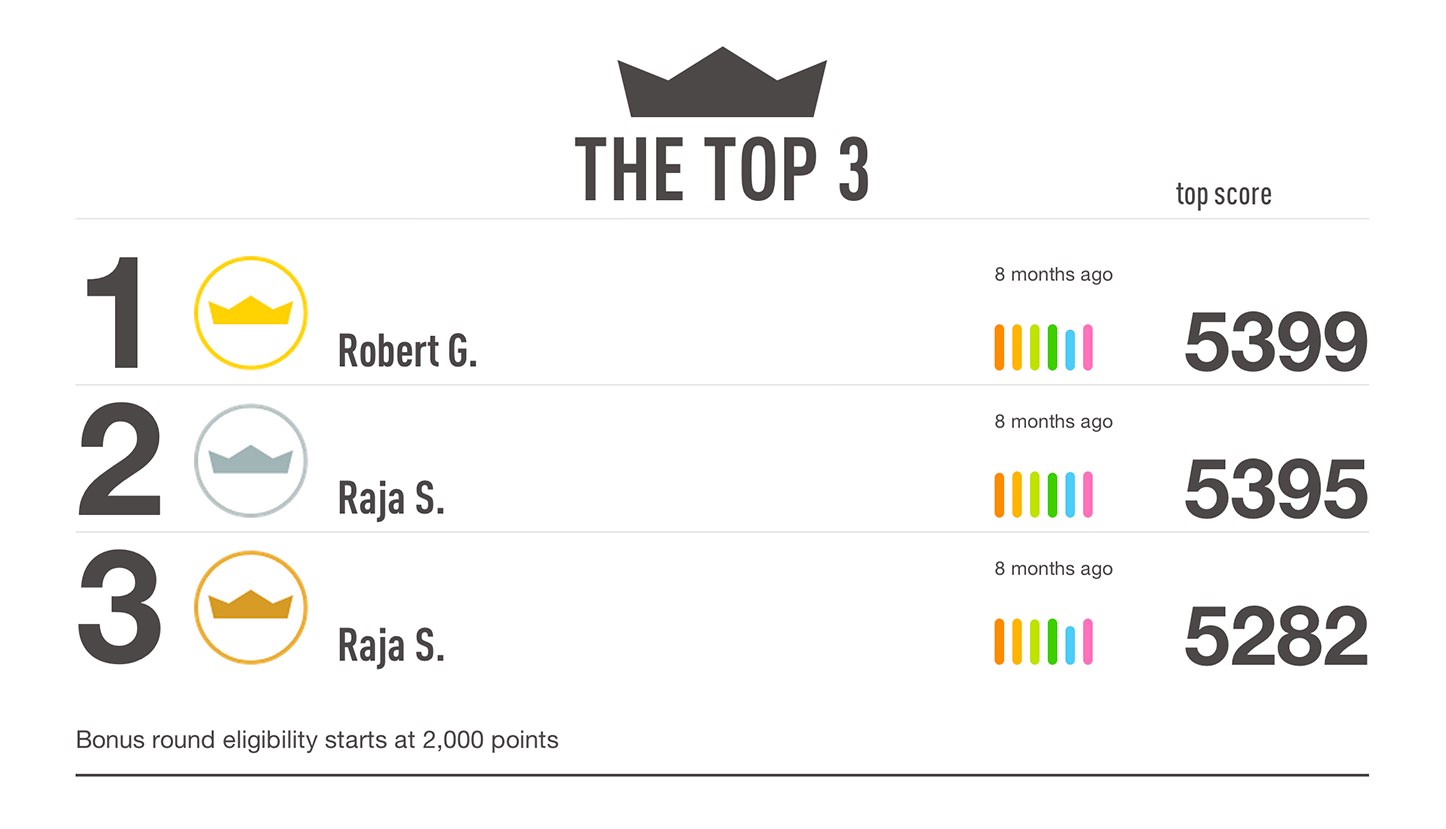 THE TOP 3
top score
1
Robert G.
8 months ago
5399
2
Raja S.
8 months ago
5395
3
Raja S.
8 months ago
5282
Bonus round eligibility starts at 2,000 points